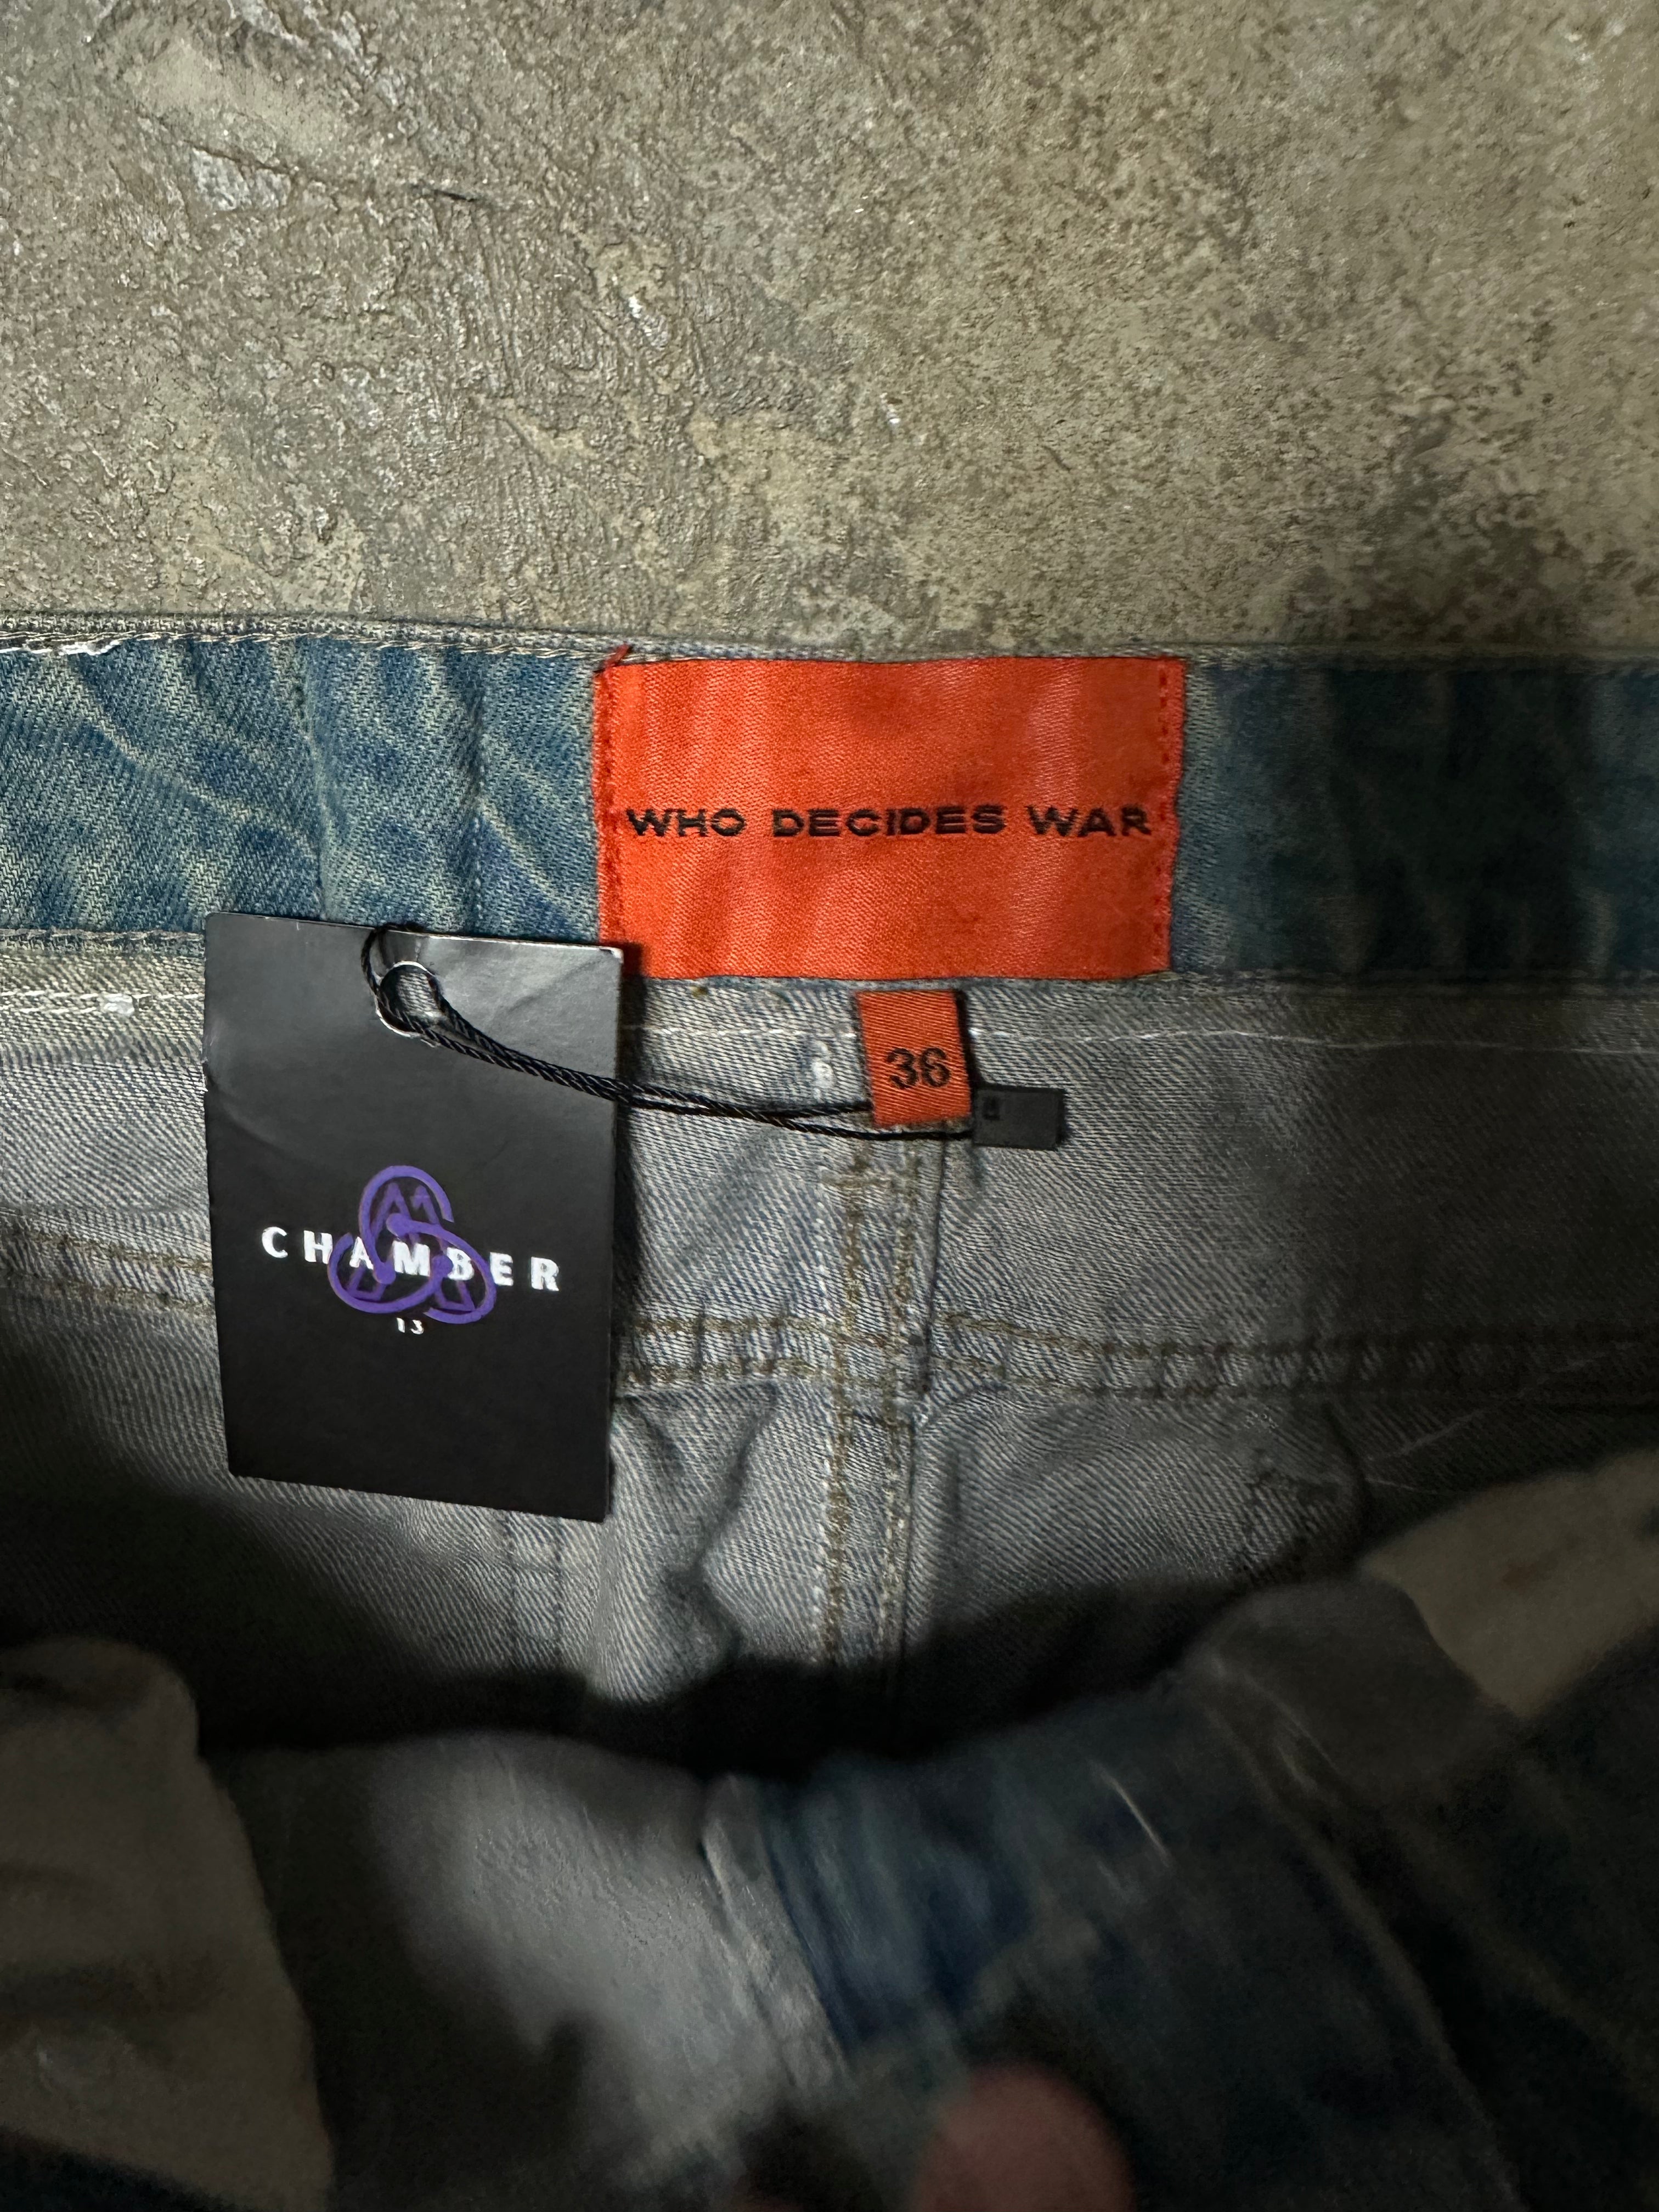 WHO DECIDES WAR
36
CHAMBER
13